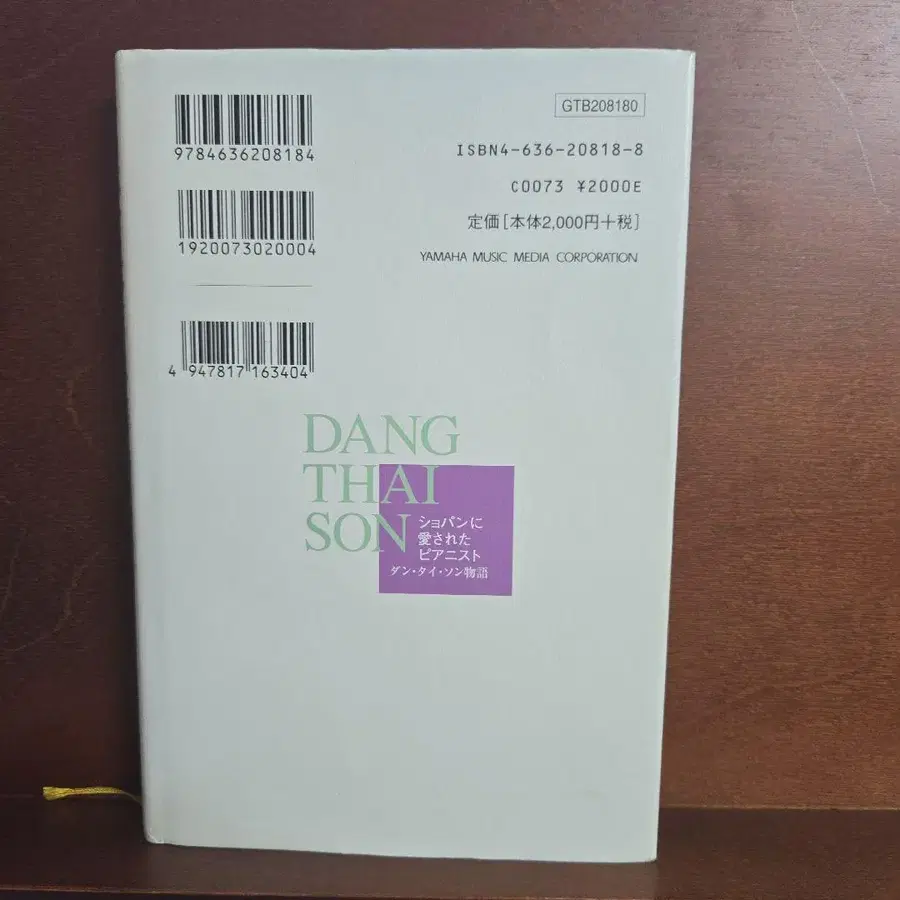 9784636208184
1920073020004
4 947817 163404
GTB208180
ISBN4-636-20818-8
C0073 ¥2000E
定価[本体2,000円+税]
YAMAHA MUSIC MEDIA CORPORATION
DANG
THAI
SON
ショパンに
愛された
ピアニスト
ダン・タイ・ソン物語